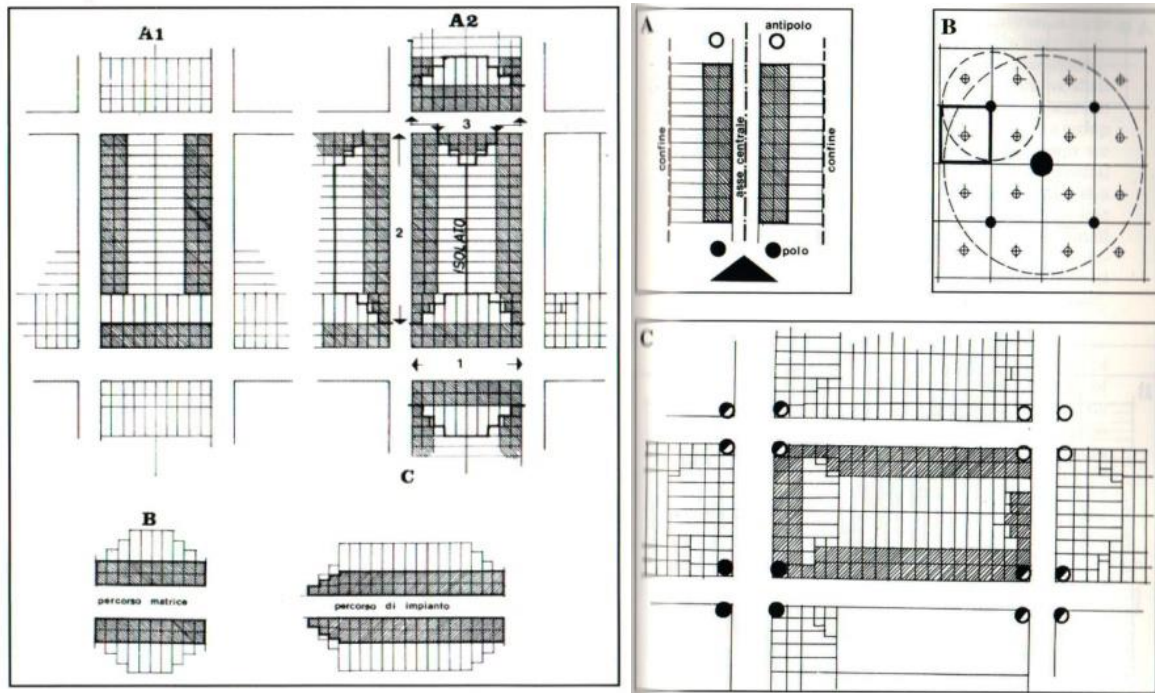 A1
A2
3
2
ISOLATO
1
C
B
percorso matrice
percorso di impianto
A
antipolo
confine
asse centrale
confine
polo
B
C